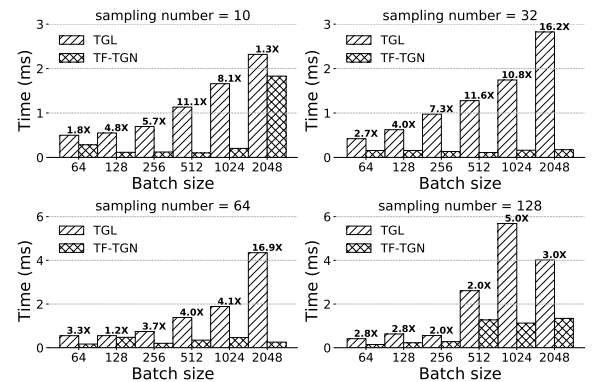 sampling number = 10
Time (ms)
3
2
1
0
TGL
TF-TGN
1.8X 4.8X 5.7X 11.1X 8.1X 1.3X
64 128 256 512 1024 2048
Batch size
sampling number = 32
Time (ms)
3
2
1
0
TGL
TF-TGN
2.7X 4.0X 7.3X 11.6X 10.8X 16.2X
64 128 256 512 1024 2048
Batch size
sampling number = 64
Time (ms)
6
4
2
0
TGL
TF-TGN
3.3X 1.2X 3.7X 4.0X 4.1X 16.9X
64 128 256 512 1024 2048
Batch size
sampling number = 128
Time (ms)
6
4
2
0
TGL
TF-TGN
2.8X 2.8X 2.0X 2.0X 5.0X 3.0X
64 128 256 512 1024 2048
Batch size